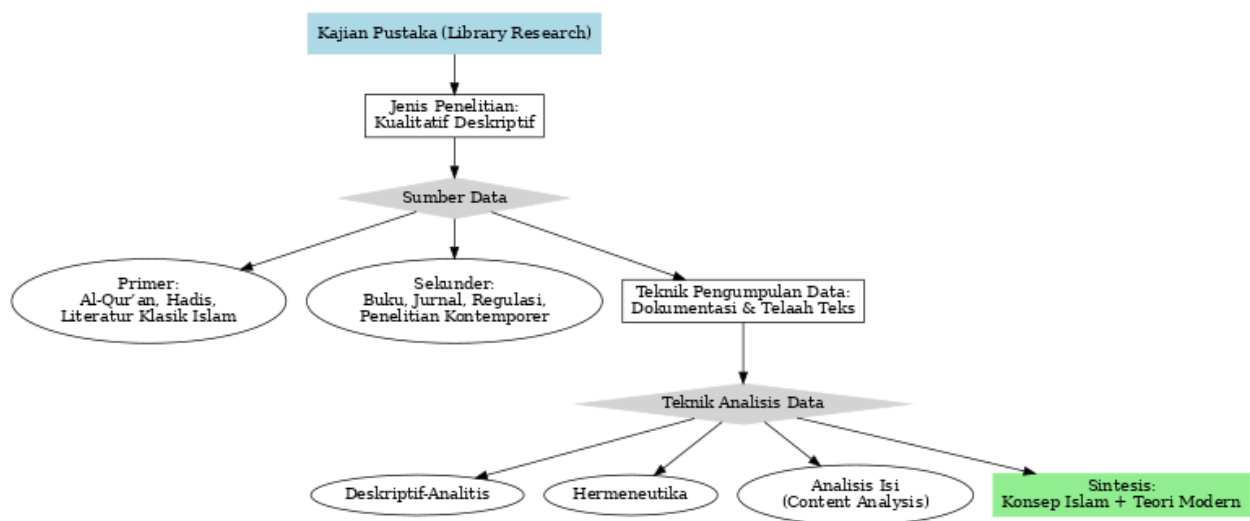 Kajian Pustaka (Library Research)
Jenis Penelitian:
Kualitatif Deskriptif
Sumber Data
Primer:
Al-Qur’an, Hadis,
Literatur Klasik Islam
Sekunder:
Buku, Jurnal, Regulasi,
Penelitian Kontemporer
Teknik Pengumpulan Data:
Dokumentasi & Telaah Teks
Teknik Analisis Data
Deskriptif-Analitis
Hermeneutika
Analisis Isi
(Content Analysis)
Sintesis:
Konsep Islam + Teori Modern